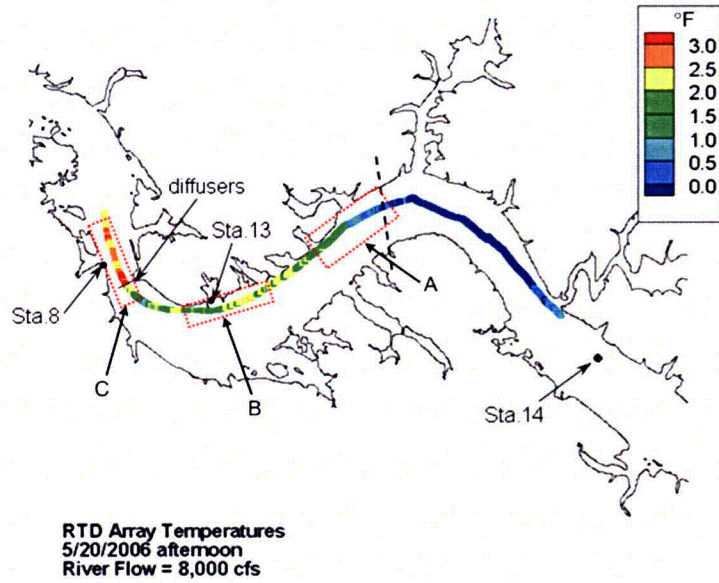 °F
3.0
2.5
2.0
1.5
1.0
0.5
0.0
diffusers
Sta.13
A
Sta.8
C
B
Sta.14
RTD Array Temperatures
5/20/2006 afternoon
River Flow = 8,000 cfs